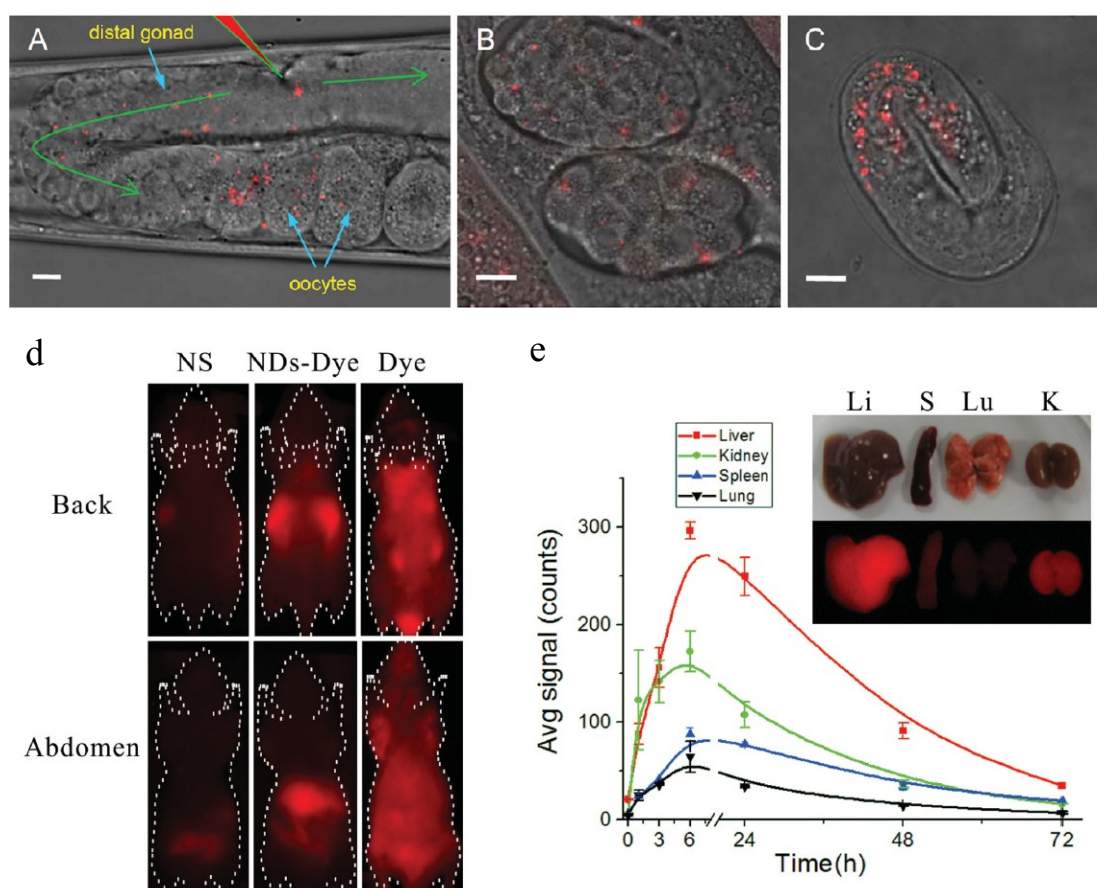 A
distal gonad
oocytes
B
C
d
NS NDs-Dye Dye
Back
Abdomen
e
Li S Lu K
Liver
Kidney
Spleen
Lung
Avg signal (counts)
300
200
100
0
0 3 6 24 48 72
Time(h)